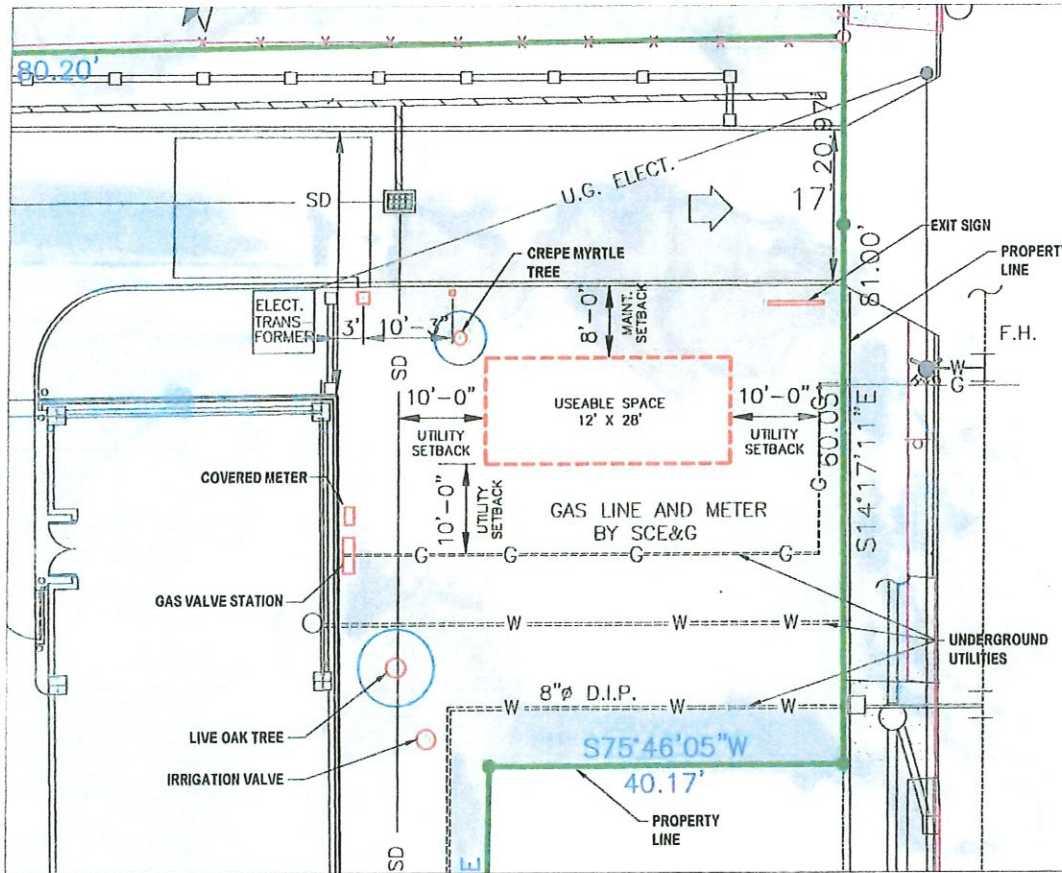 80.20'
20.97'
17'
SD
U.G. ELECT.
EXIT SIGN
CREPE MYRTLE
TREE
PROPERTY
LINE
81.00'
ELECT.
TRANS
FORMER
3'
10'-3"
8'-0"
MAINT.
SETBACK
F.H.
SD
W
G
10'-0"
UTILITY
SETBACK
USEABLE SPACE
12' X 28'
10'-0"
UTILITY
SETBACK
G
60.05
S14°17'11"E
G
COVERED METER
10'-0"
UTILITY
SETBACK
GAS LINE AND METER
BY SCE&G
G G G G
GAS VALVE STATION
W W W
UNDERGROUND
UTILITIES
8"ø D.I.P.
W W W
LIVE OAK TREE
S75°46'05"W
40.17'
IRRIGATION VALVE
PROPERTY
LINE
SD
E